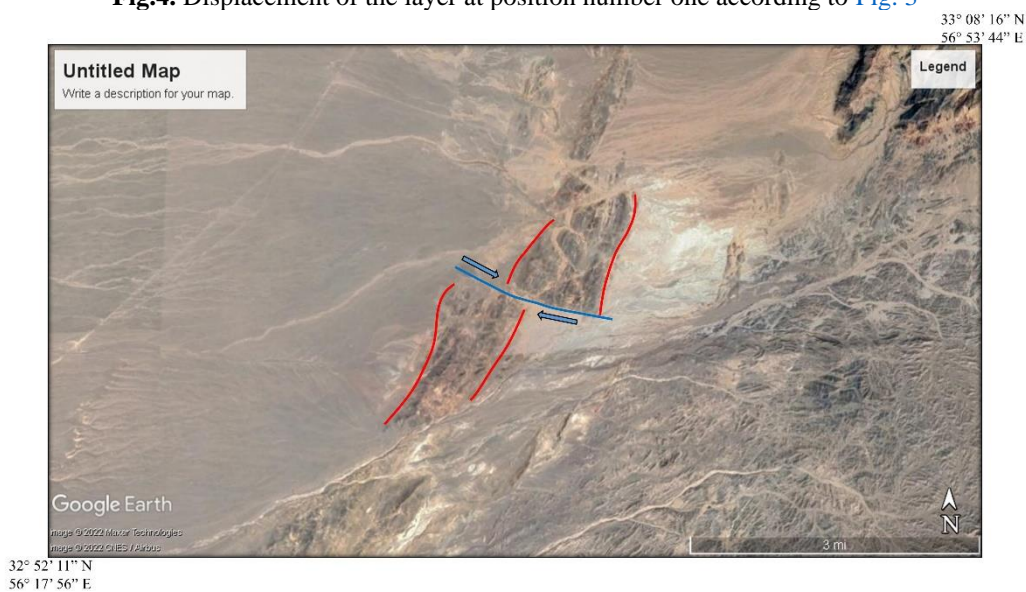 Fig.4. Displacement of the layer at position number one according to Fig. 3
33° 08’ 16” N
56° 53’ 44” E
Untitled Map
Write a description for your map.
Legend
Google Earth
Image © 2022 Maxar Technologies
Image © 2022 CNES / Airbus
N
3 mi
32° 52’ 11” N
56° 17’ 56” E